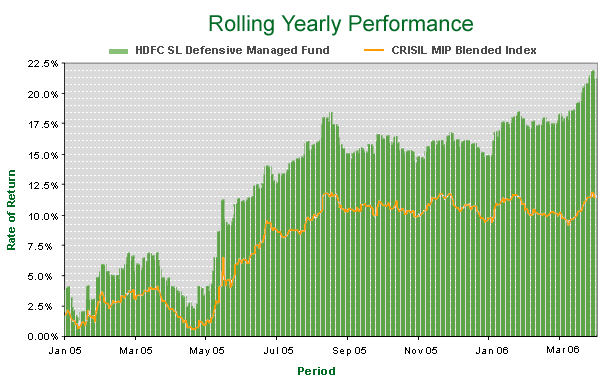 Rolling Yearly Performance
HDFC SL Defensive Managed Fund
CRISIL MIP Blended Index
22.5%
20.0%
17.5%
15.0%
12.5%
10.0%
7.5%
5.0%
2.5%
0.00%
Rate of Return
Jan 05 Mar 05 May 05 Jul 05 Sep 05 Nov 05 Jan 06 Mar 06
Period